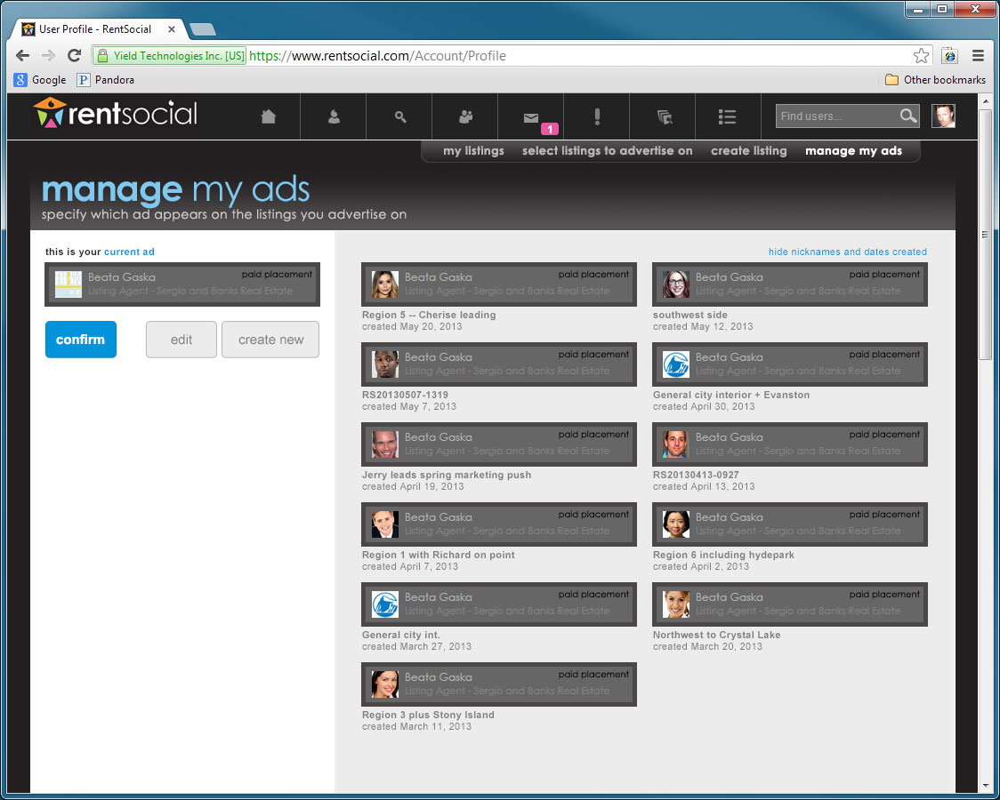 User Profile - RentSocial
Yield Technologies Inc. [US] https://www.rentsocial.com/Account/Profile
Google Pandora Other bookmarks
rentsocial
1
Find users...
my listings select listings to advertise on create listing manage my ads
manage my ads
specify which ad appears on the listings you advertise on
this is your current ad
Beata Gaska paid placement
Listing Agent - Sergio and Banks Real Estate
confirm edit create new
hide nicknames and dates created
Beata Gaska paid placement
Listing Agent - Sergio and Banks Real Estate
Region 5 -- Cherise leading
created May 20, 2013
Beata Gaska paid placement
Listing Agent - Sergio and Banks Real Estate
southwest side
created May 12, 2013
Beata Gaska paid placement
Listing Agent - Sergio and Banks Real Estate
RS20130507-1319
created May 7, 2013
Beata Gaska paid placement
Listing Agent - Sergio and Banks Real Estate
General city interior + Evanston
created April 30, 2013
Beata Gaska paid placement
Listing Agent - Sergio and Banks Real Estate
Jerry leads spring marketing push
created April 19, 2013
Beata Gaska paid placement
Listing Agent - Sergio and Banks Real Estate
RS20130413-0927
created April 13, 2013
Beata Gaska paid placement
Listing Agent - Sergio and Banks Real Estate
Region 1 with Richard on point
created April 7, 2013
Beata Gaska paid placement
Listing Agent - Sergio and Banks Real Estate
Region 6 including hydepark
created April 2, 2013
Beata Gaska paid placement
Listing Agent - Sergio and Banks Real Estate
General city int.
created March 27, 2013
Beata Gaska paid placement
Listing Agent - Sergio and Banks Real Estate
Northwest to Crystal Lake
created March 20, 2013
Beata Gaska paid placement
Listing Agent - Sergio and Banks Real Estate
Region 3 plus Stony Island
created March 11, 2013